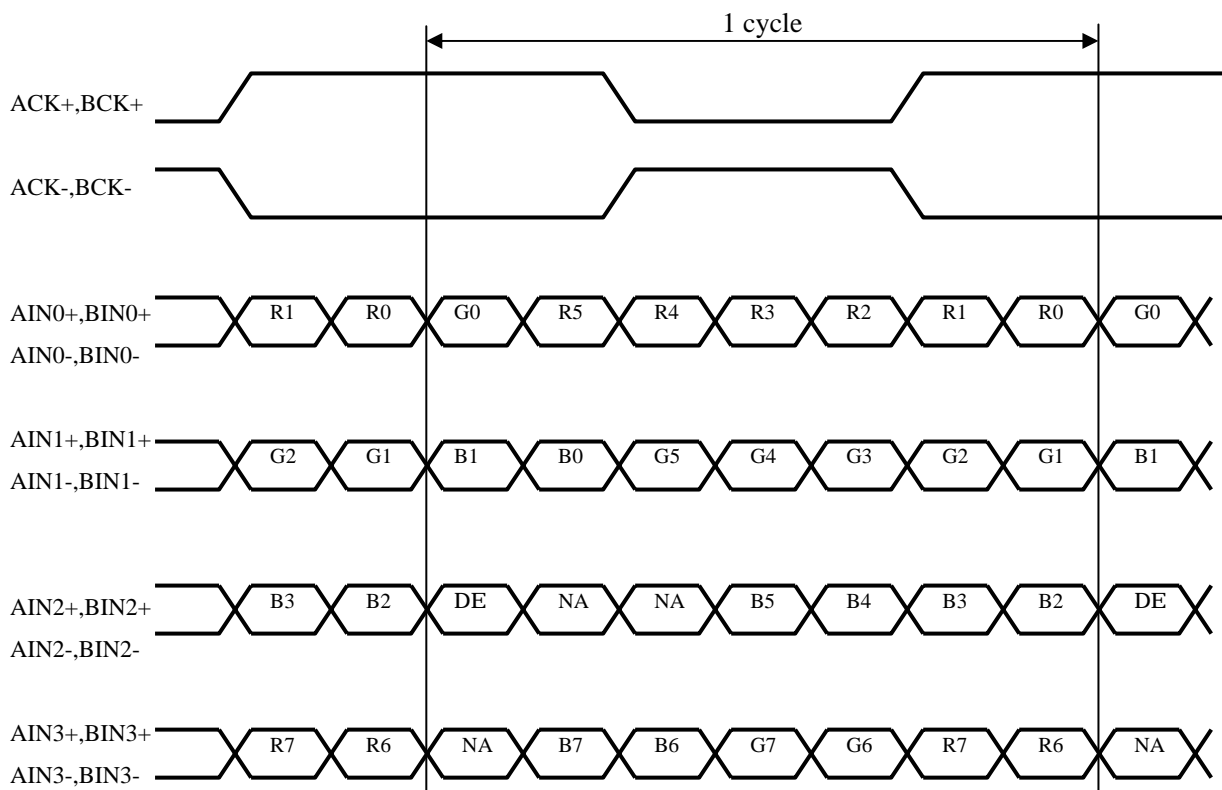 1 cycle
ACK+,BCK+
ACK-,BCK-
AIN0+,BIN0+ R1 R0 G0 R5 R4 R3 R2 R1 R0 G0
AIN0-,BIN0-
AIN1+,BIN1+ G2 G1 B1 B0 G5 G4 G3 G2 G1 B1
AIN1-,BIN1-
AIN2+,BIN2+ B3 B2 DE NA NA B5 B4 B3 B2 DE
AIN2-,BIN2-
AIN3+,BIN3+ R7 R6 NA B7 B6 G7 G6 R7 R6 NA
AIN3-,BIN3-